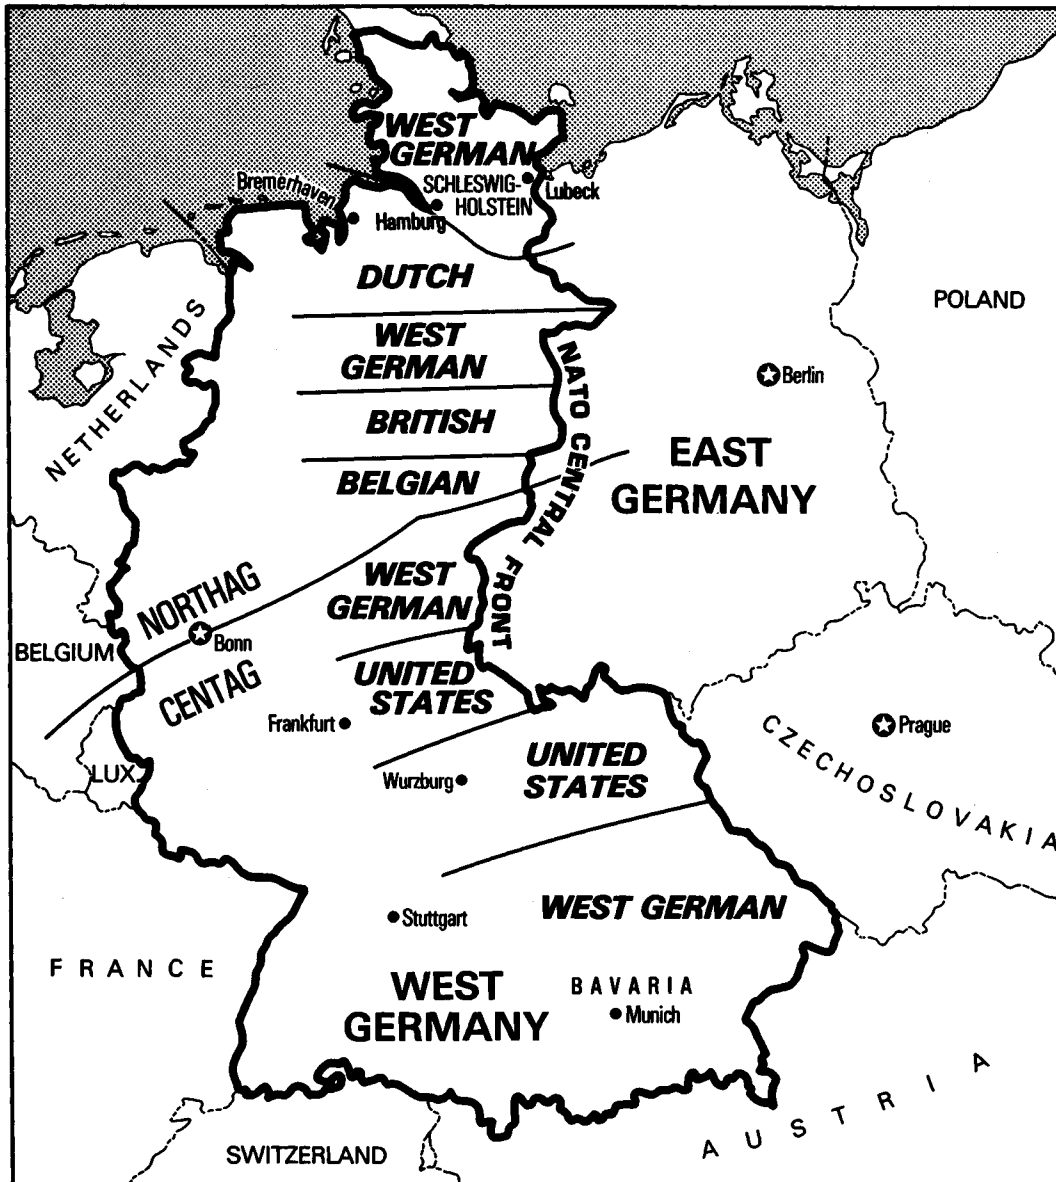 WEST
GERMAN
SCHLESWIG-
HOLSTEIN
Lubeck
Bremerhaven
Hamburg
DUTCH
NETHERLANDS
WEST
GERMAN
NATO CENTRAL FRONT
POLAND
Berlin
BRITISH
BELGIAN
EAST
GERMANY
NORTHAG
WEST
GERMAN
BELGIUM
Bonn
CENTAG
UNITED
STATES
Frankfurt
LUX.
Wurzburg
UNITED
STATES
CZECHOSLOVAKIA
Prague
Stuttgart
WEST GERMAN
FRANCE
WEST
GERMANY
BAVARIA
Munich
AUSTRIA
SWITZERLAND